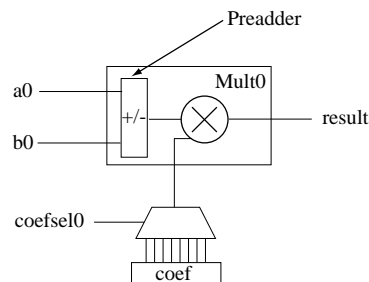 Preadder
Mult0
a0
+/-
result
b0
coefsel0
coef